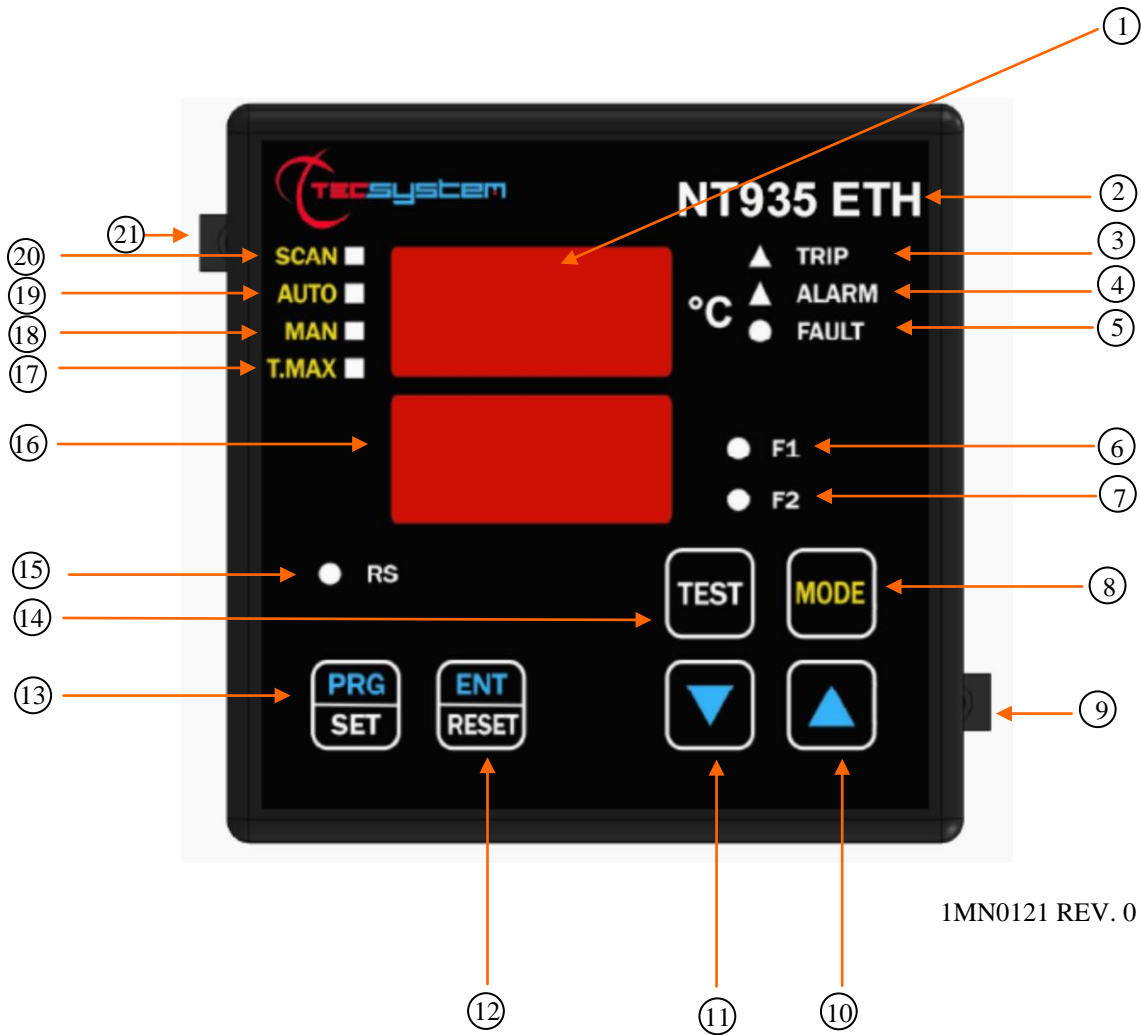 1
TECSYSTEM
NT935 ETH
2
21
20
SCAN
TRIP
3
19
AUTO
°C
ALARM
4
18
MAN
FAULT
5
17
T.MAX
16
F1
6
F2
7
15
RS
14
TEST
MODE
8
13
PRG
SET
ENT
RESET
9
1MN0121 REV. 0
12
11
10